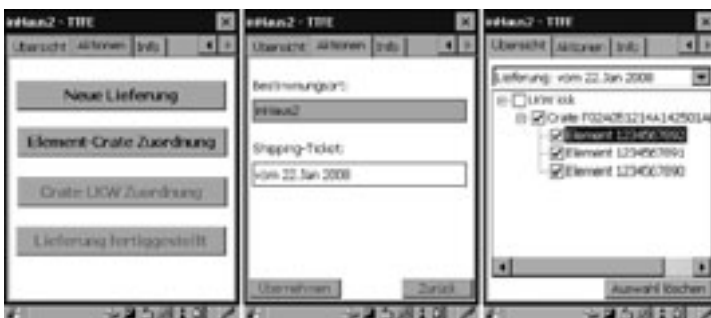 inHaus2 - TTFE
Übersicht Aktionen Info
Neue Lieferung
Element-Crate Zuordnung
Crate LKW Zuordnung
Lieferung fertiggestellt
inHaus2 - TTFE
Übersicht Aktionen Info
Bestimmungsort:
inHaus2
Shipping-Ticket:
vom 22.Jan 2008
Übernehmen Zurück
inHaus2 - TTFE
Übersicht Aktionen Info
Lieferung: vom 22.Jan 2008
LKW
Crate
Element 1234567892
Element 1234567891
Element 1234567890
Auswahl löschen